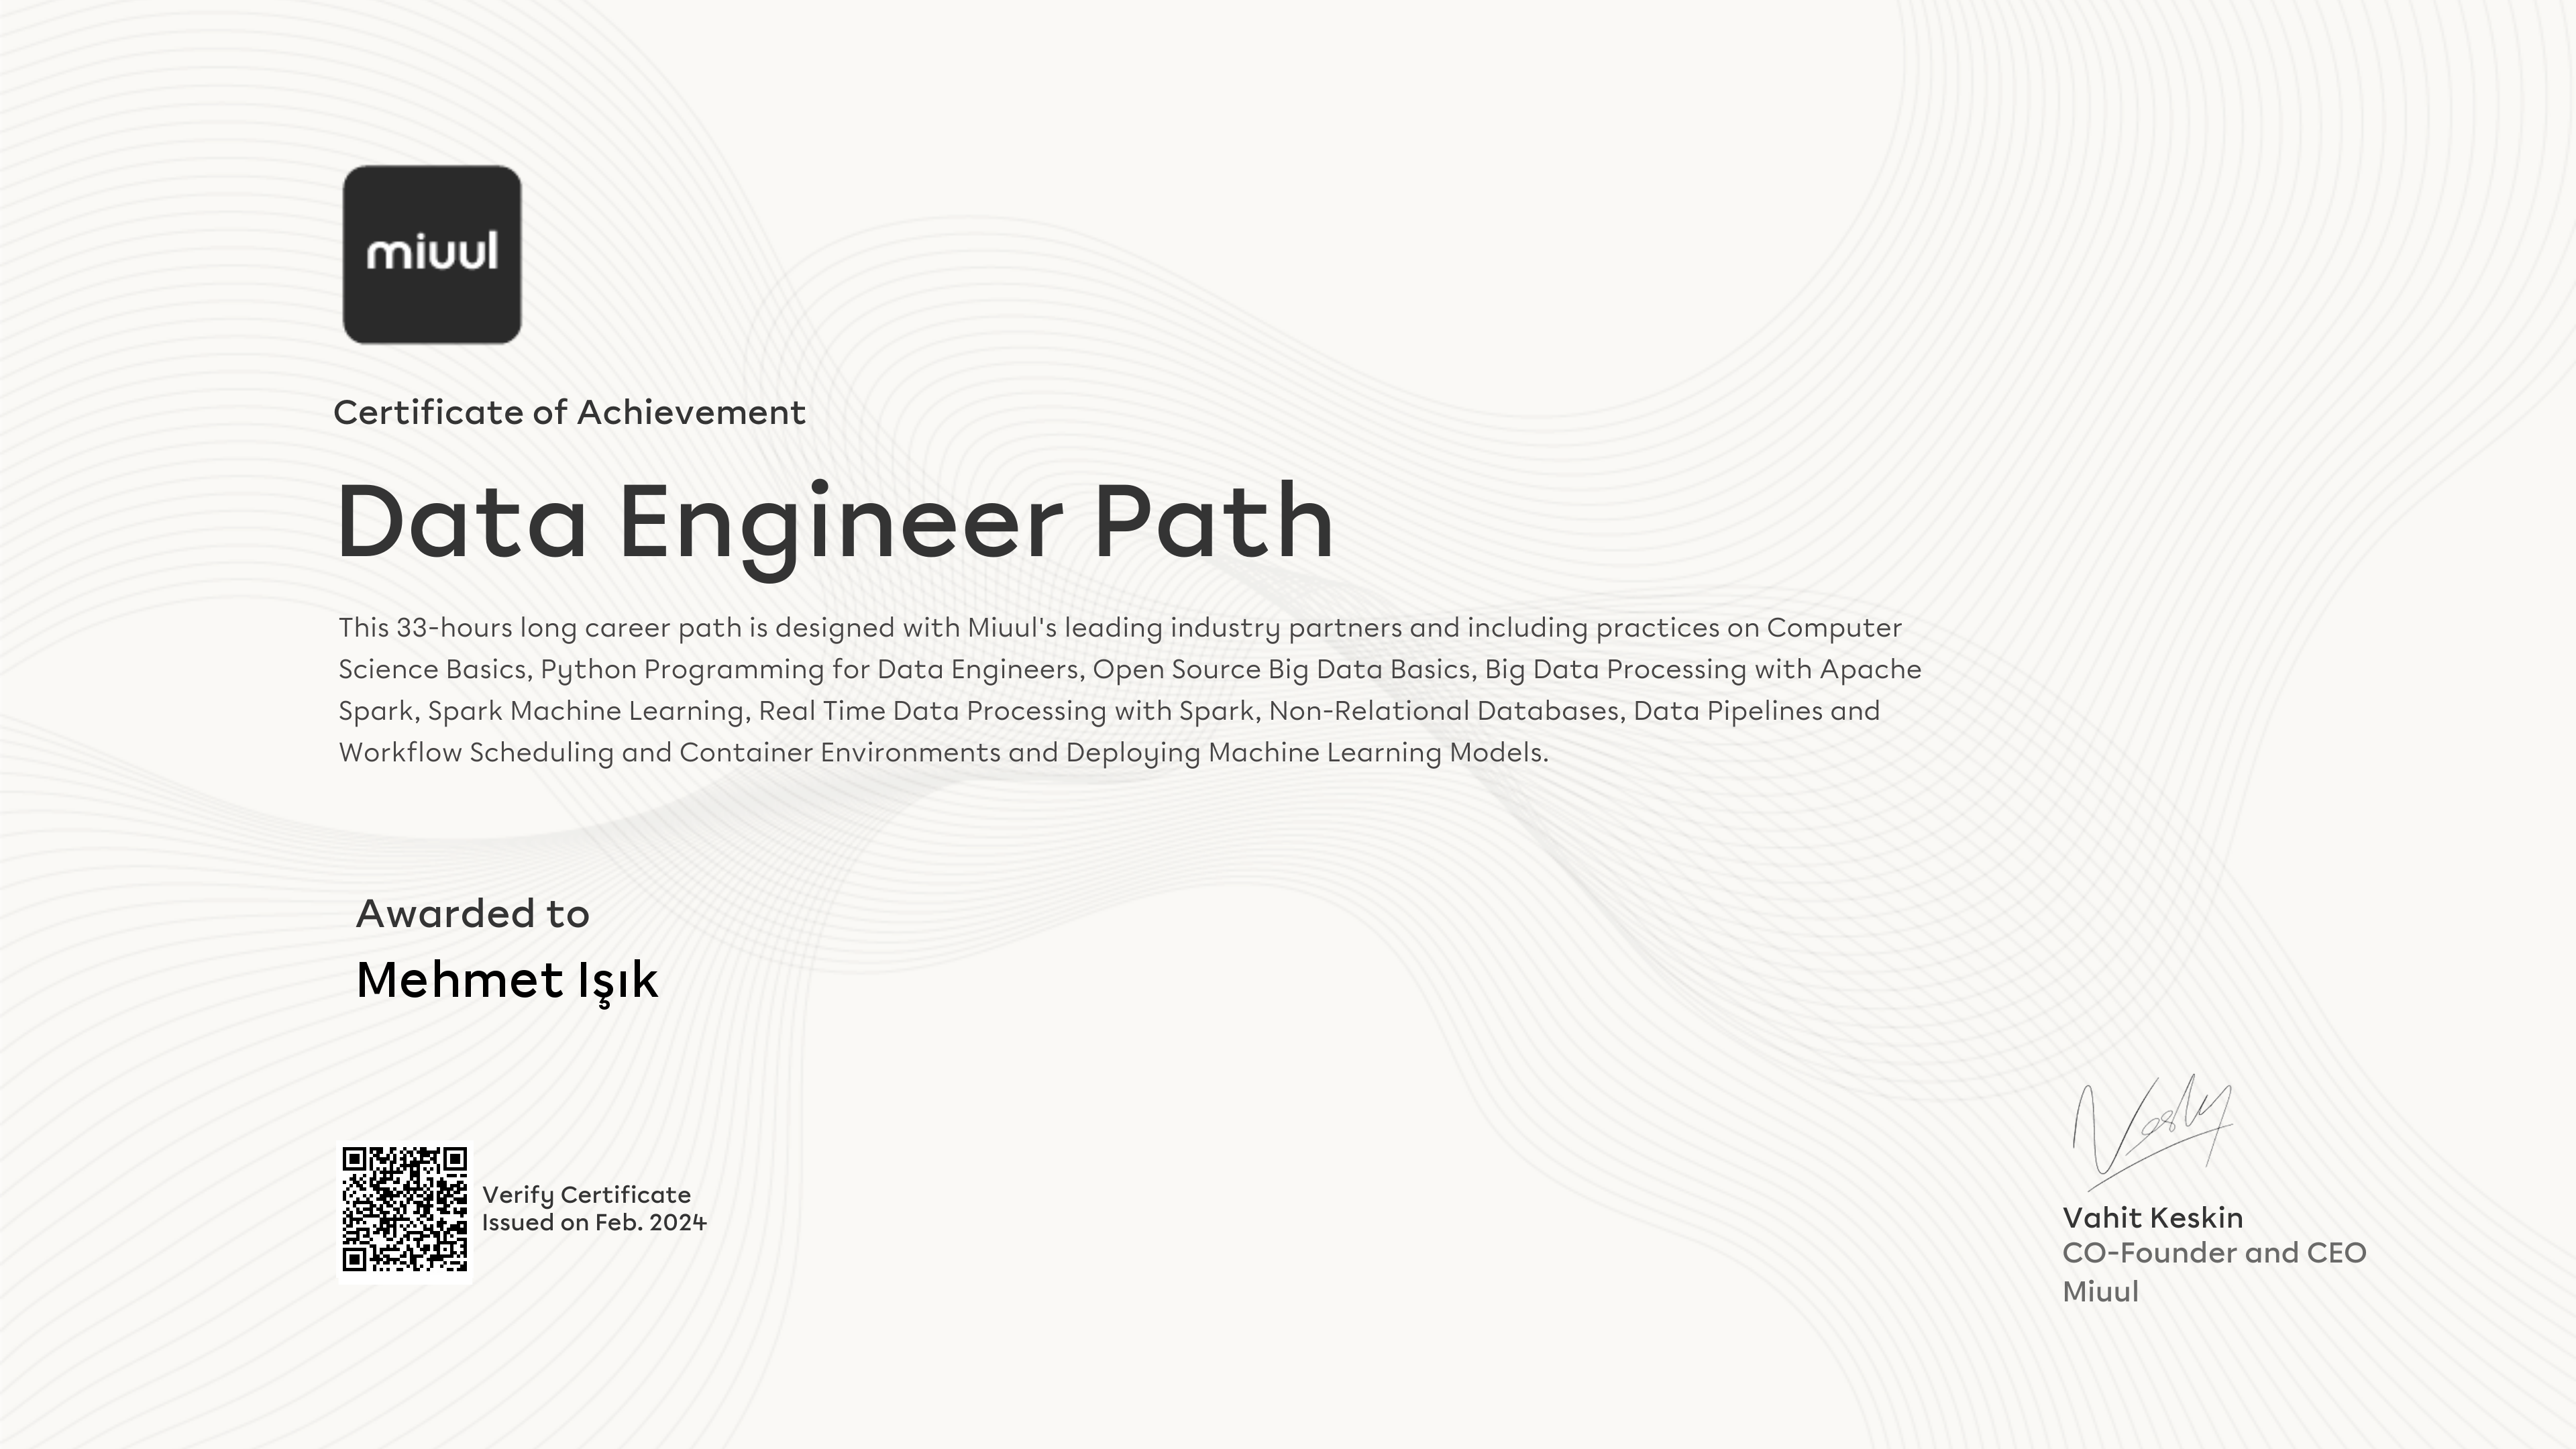 miuul
Certificate of Achievement
Data Engineer Path
This 33-hours long career path is designed with Miuul's leading industry partners and including practices on Computer
Science Basics, Python Programming for Data Engineers, Open Source Big Data Basics, Big Data Processing with Apache
Spark, Spark Machine Learning, Real Time Data Processing with Spark, Non-Relational Databases, Data Pipelines and
Workflow Scheduling and Container Environments and Deploying Machine Learning Models.
Awarded to
Mehmet Işık
Verify Certificate
Issued on Feb. 2024
Vahit Keskin
CO-Founder and CEO
Miuul